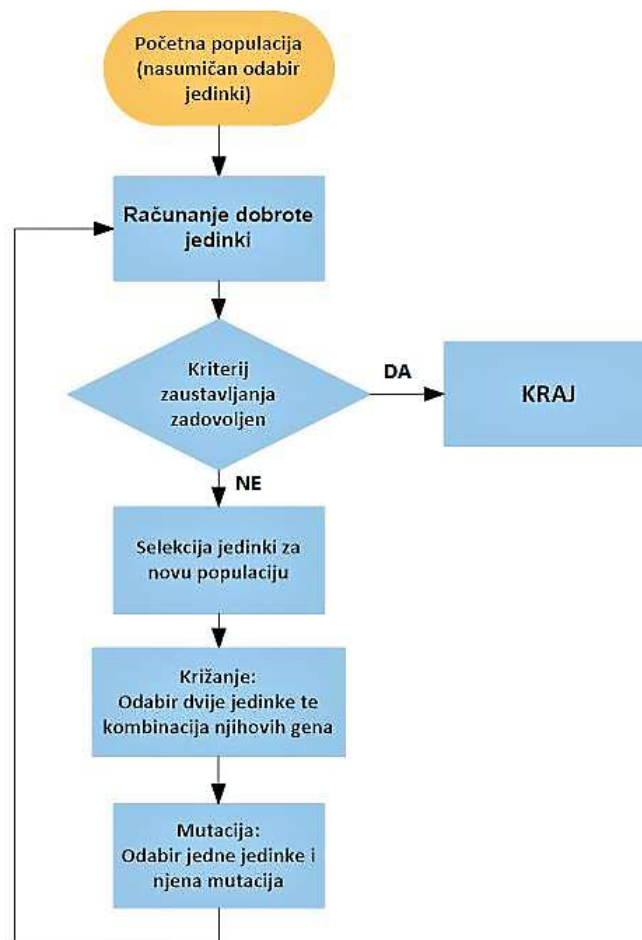 Početna populacija
(nasumičan odabir
jedinki)
Računanje dobrote
jedinki
Kriterij
zaustavljanja
zadovoljen
DA
KRAJ
NE
Selekcija jedinki za
novu populaciju
Križanje:
Odabir dvije jedinke te
kombinacija njihovih gena
Mutacija:
Odabir jedne jedinke i
njena mutacija